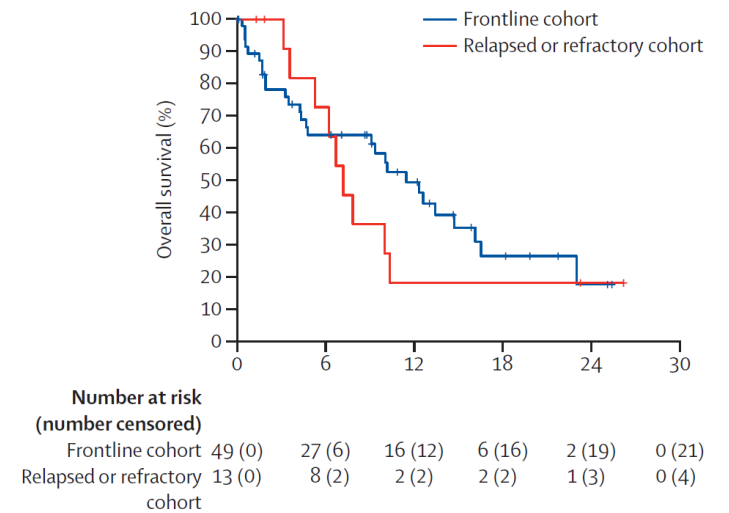 Frontline cohort
Relapsed or refractory cohort
Overall survival (%)
100
90
80
70
60
50
40
30
20
10
0
0 6 12 18 24 30
Number at risk
(number censored)
Frontline cohort 49 (0) 27 (6) 16 (12) 6 (16) 2 (19) 0 (21)
Relapsed or refractory 13 (0) 8 (2) 2 (2) 2 (2) 1 (3) 0 (4)
cohort